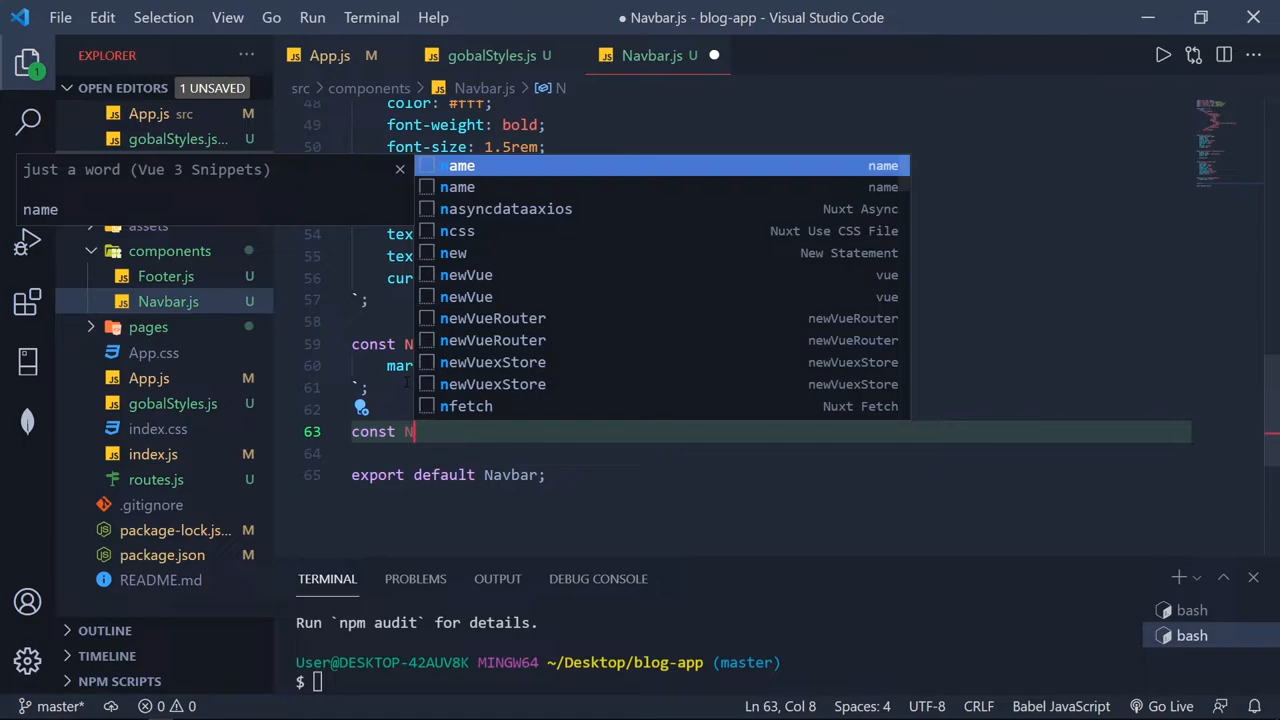 File Edit Selection View Go Run Terminal Help
● Navbar.js - blog-app - Visual Studio Code
1
EXPLORER
App.js M
gobalStyles.js U
Navbar.js U
OPEN EDITORS 1 UNSAVED
App.js src
gobalStyles.js...
src > components > Navbar.js > N
48 color: #fff;
49 font-weight: bold;
50 font-size: 1.5rem;
just a word (Vue 3 Snippets)
name
name name
name name
nasyncdataaxios Nuxt Async
ncss Nuxt Use CSS File
new New Statement
newVue vue
newVue vue
newVueRouter newVueRouter
newVueRouter newVueRouter
newVuexStore newVuexStore
newVuexStore newVuexStore
nfetch Nuxt Fetch
assets
components
Footer.js U
Navbar.js U
pages
App.css
App.js M
gobalStyles.js U
index.css
index.js M
routes.js U
.gitignore
package-lock.js... M
package.json M
README.md
OUTLINE
TIMELINE
NPM SCRIPTS
54 tex
55 tex
56 cur
57 `;
58
59 const N
60 mar
61 `;
62
63 const N
64
65 export default Navbar;
TERMINAL PROBLEMS OUTPUT DEBUG CONSOLE
Run `npm audit` for details.
User@DESKTOP-42AUV8K MINGW64 ~/Desktop/blog-app (master)
$
bash
bash
master* 0 0
Ln 63, Col 8 Spaces: 4 UTF-8 CRLF Babel JavaScript Go Live